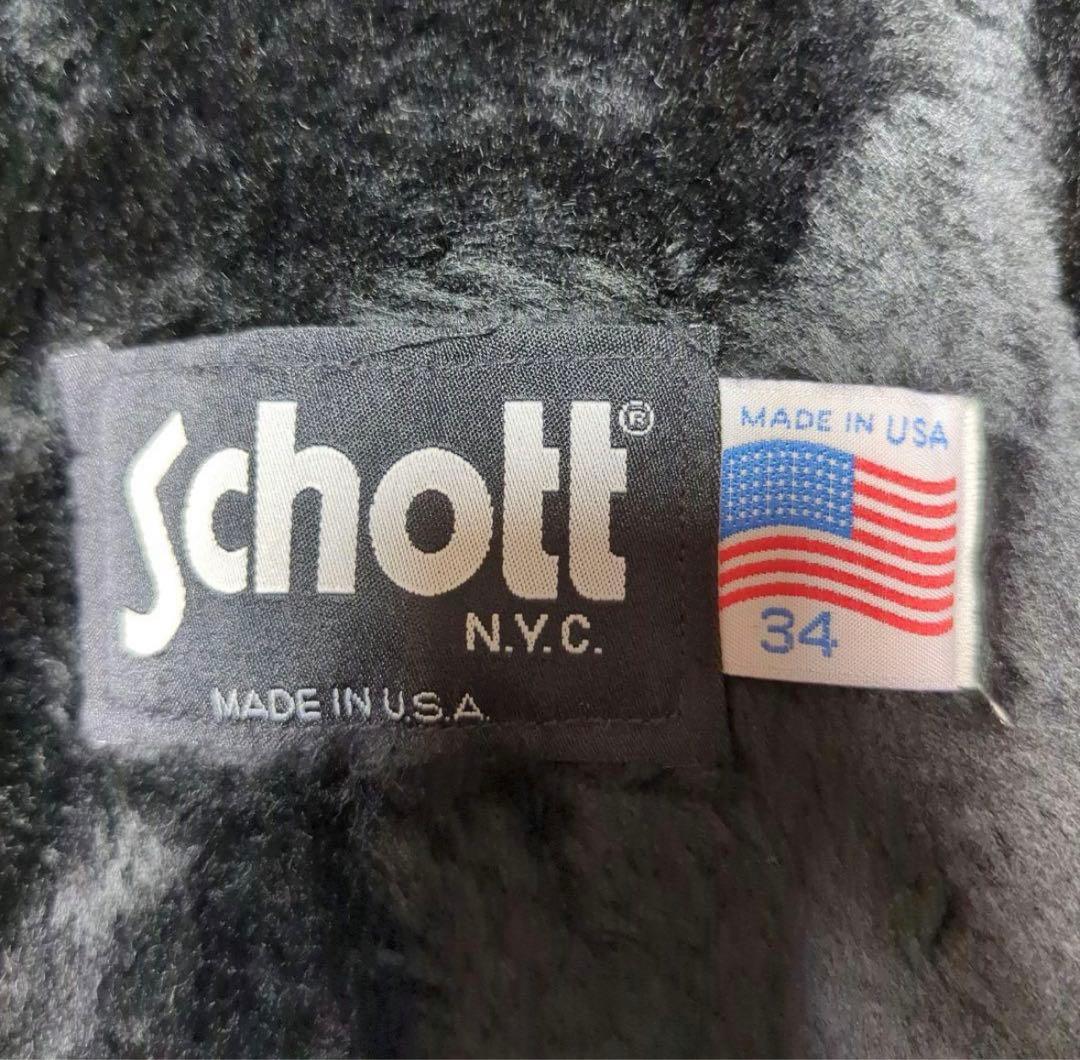 Schott®
N.Y.C.
MADE IN U.S.A.
MADE IN USA
34